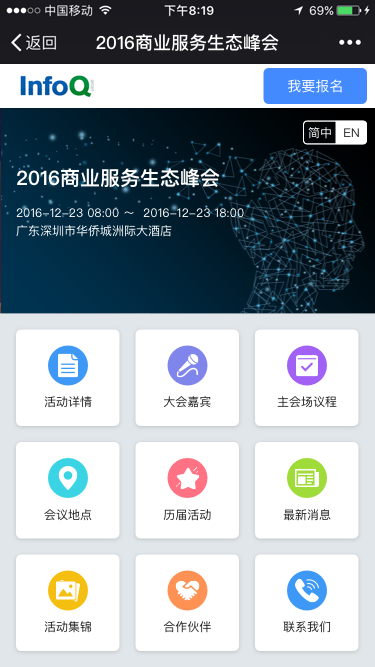 中国移动 下午8:19 69%
返回 2016商业服务生态峰会
InfoQ 我要报名
简中 EN
2016商业服务生态峰会
2016-12-23 08:00 ～ 2016-12-23 18:00
广东深圳市华侨城洲际大酒店
活动详情 大会嘉宾 主会场议程
会议地点 历届活动 最新消息
活动集锦 合作伙伴 联系我们